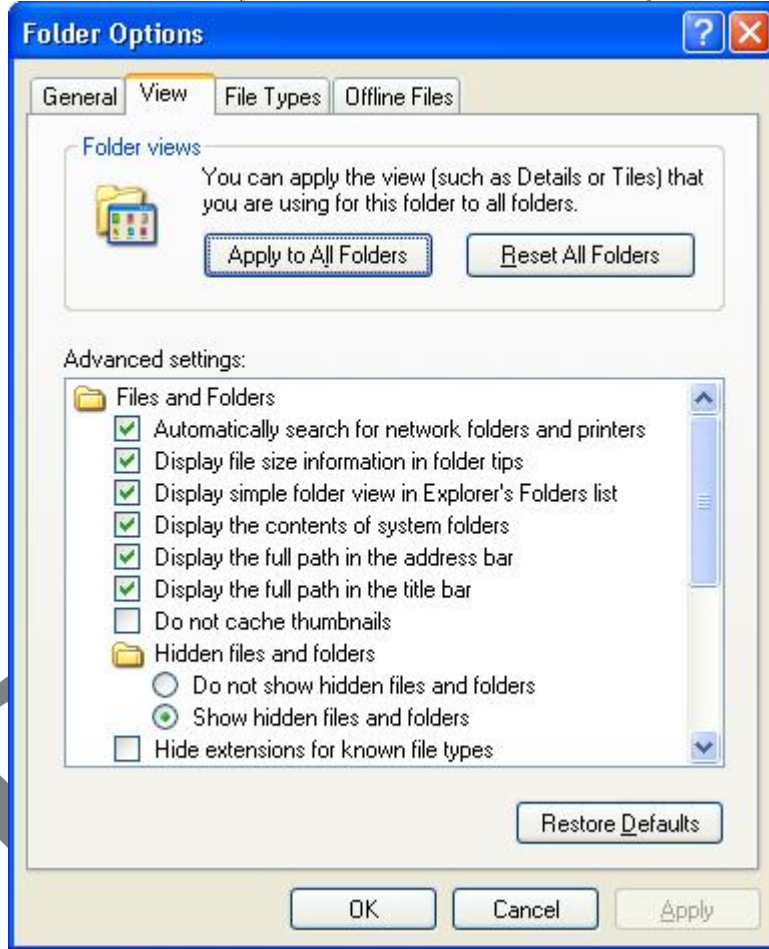 Folder Options
General View File Types Offline Files
Folder views
You can apply the view (such as Details or Tiles) that
you are using for this folder to all folders.
Apply to All Folders Reset All Folders
Advanced settings:
Files and Folders
Automatically search for network folders and printers
Display file size information in folder tips
Display simple folder view in Explorer's Folders list
Display the contents of system folders
Display the full path in the address bar
Display the full path in the title bar
Do not cache thumbnails
Hidden files and folders
Do not show hidden files and folders
Show hidden files and folders
Hide extensions for known file types
Restore Defaults
OK Cancel Apply